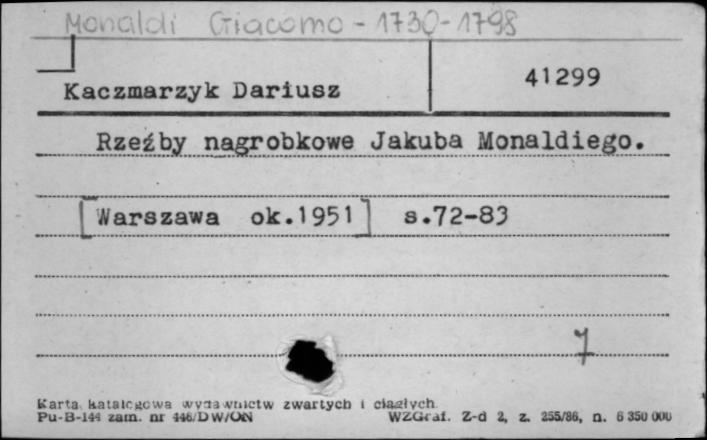 Monaldi Giacomo - 1730-1798
Kaczmarzyk Dariusz
41299
Rzeźby nagrobkowe Jakuba Monaldiego.
[Warszawa ok.1951] s.72-83
7
Karta katalogowa wydawnictw zwartych i ciągłych.
Pu-B-144 zam. nr 446/DW/ON WZGraf. Z-d 2, z. 255/86, n. 6 350 000